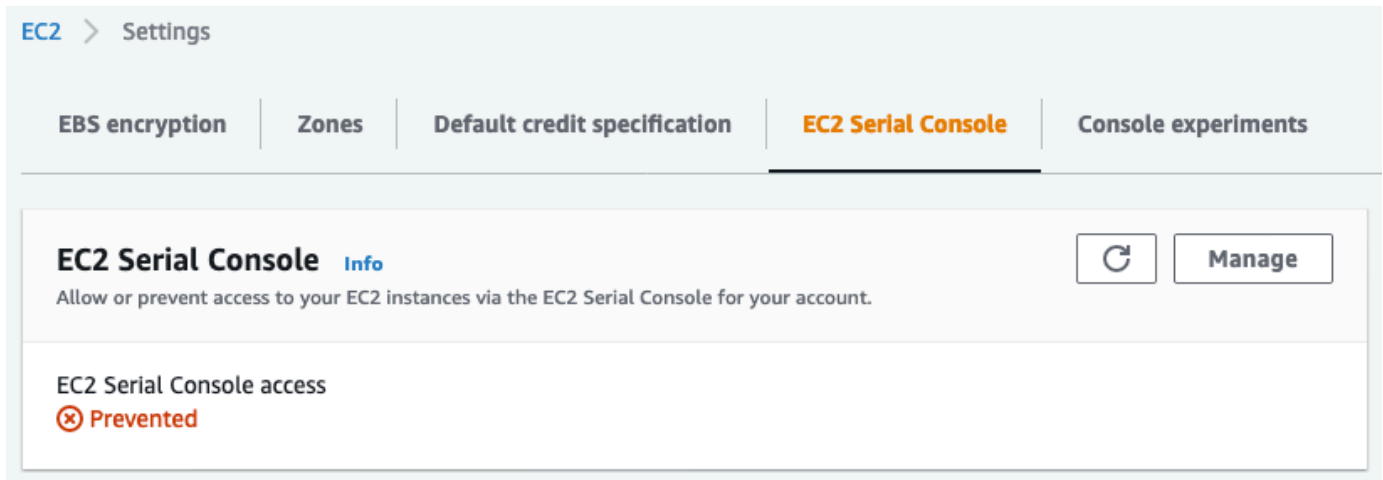 EC2 > Settings
EBS encryption Zones Default credit specification EC2 Serial Console Console experiments
EC2 Serial Console Info
Manage
Allow or prevent access to your EC2 instances via the EC2 Serial Console for your account.
EC2 Serial Console access
Prevented